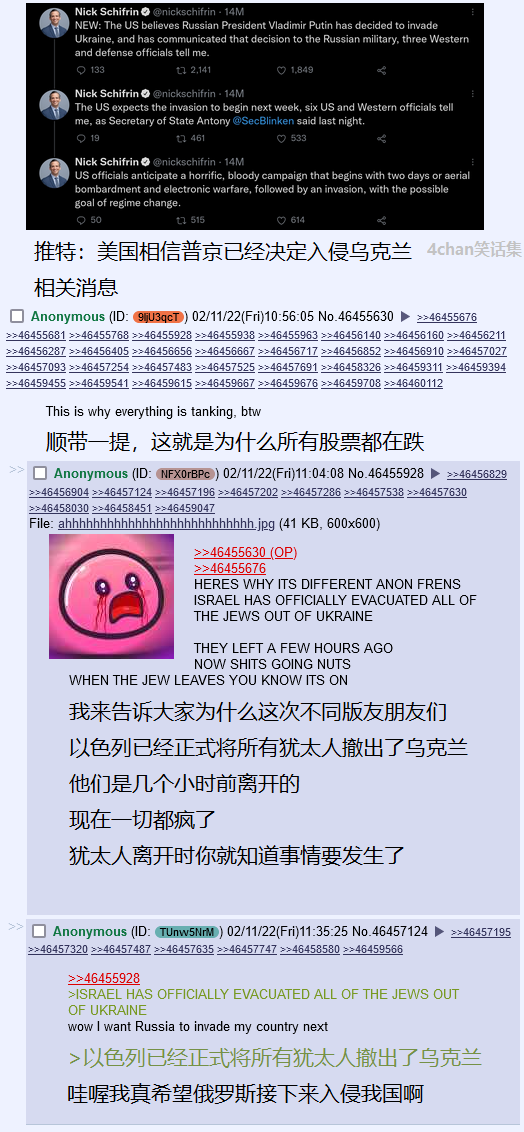 Nick Schifrin @nickschifrin · 14M
NEW: The US believes Russian President Vladimir Putin has decided to invade
Ukraine, and has communicated that decision to the Russian military, three Western
and defense officials tell me.
133 2,141 1,849
Nick Schifrin @nickschifrin · 14M
The US expects the invasion to begin next week, six US and Western officials tell
me, as Secretary of State Antony @SecBlinken said last night.
19 461 533
Nick Schifrin @nickschifrin · 14M
US officials anticipate a horrific, bloody campaign that begins with two days or aerial
bombardment and electronic warfare, followed by an invasion, with the possible
goal of regime change.
50 515 614
推特：美国相信普京已经决定入侵乌克兰
4chan笑话集
相关消息
Anonymous (ID: 9ljU3qcT) 02/11/22(Fri)10:56:05 No.46455630 ▶ >>46455676
>>46455681 >>46455768 >>46455928 >>46455938 >>46455963 >>46456140 >>46456160 >>46456211
>>46456287 >>46456405 >>46456656 >>46456667 >>46456717 >>46456852 >>46456910 >>46457027
>>46457093 >>46457254 >>46457483 >>46457525 >>46457691 >>46458326 >>46459311 >>46459394
>>46459455 >>46459541 >>46459615 >>46459667 >>46459676 >>46459708 >>46460112
This is why everything is tanking, btw
顺带一提，这就是为什么所有股票都在跌
>> Anonymous (ID: NFX0rBPc) 02/11/22(Fri)11:04:08 No.46455928 ▶ >>46456829
>>46456904 >>46457124 >>46457196 >>46457202 >>46457286 >>46457538 >>46457630
>>46458030 >>46458451 >>46459047
File: ahhhhhhhhhhhhhhhhhhhhhhhhhhh.jpg (41 KB, 600x600)
>>46455630 (OP)
>>46455676
HERES WHY ITS DIFFERENT ANON FRENS
ISRAEL HAS OFFICIALLY EVACUATED ALL OF
THE JEWS OUT OF UKRAINE
THEY LEFT A FEW HOURS AGO
NOW SHITS GOING NUTS
WHEN THE JEW LEAVES YOU KNOW ITS ON
我来告诉大家为什么这次不同版友朋友们
以色列已经正式将所有犹太人撤出了乌克兰
他们是几个小时前离开的
现在一切都疯了
犹太人离开时你就知道事情要发生了
>> Anonymous (ID: TUnw5NrM) 02/11/22(Fri)11:35:25 No.46457124 ▶ >>46457195
>>46457320 >>46457487 >>46457635 >>46457747 >>46458580 >>46459566
>>46455928
>ISRAEL HAS OFFICIALLY EVACUATED ALL OF THE JEWS OUT
OF UKRAINE
wow I want Russia to invade my country next
>以色列已经正式将所有犹太人撤出了乌克兰
哇喔我真希望俄罗斯接下来入侵我国啊